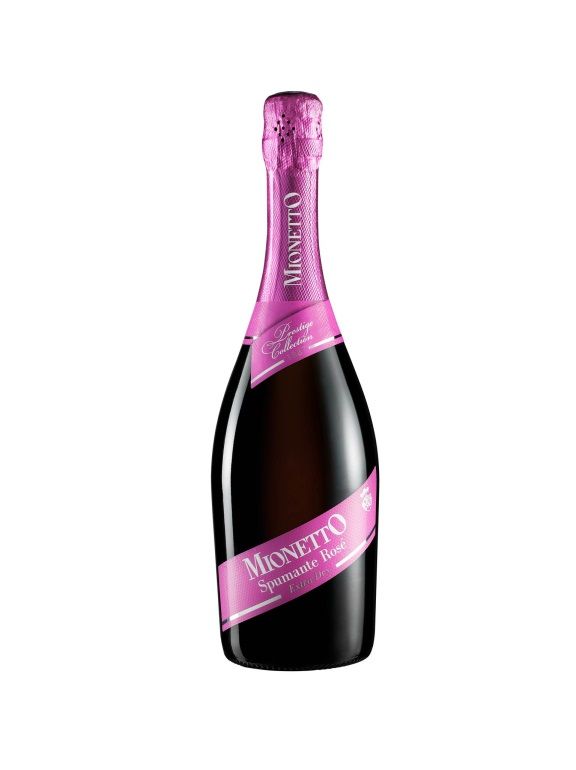 MIONETTO
Prestige
Collection
MIONETTO
Spumante Rosé
Extra Dry